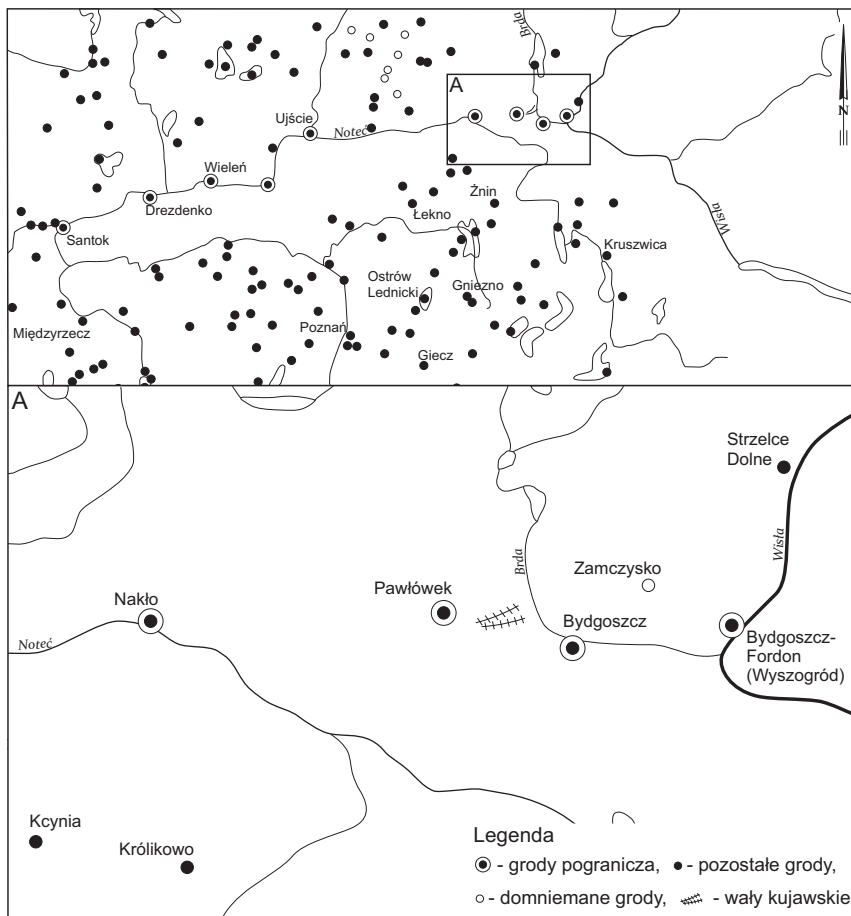 Brda
A
N
Ujście
Noteć
Wieleń
Żnin
Drezdenko
Łekno
Wisła
Santok
Kruszwica
Ostrów
Lednicki
Gniezno
Międzyrzecz
Poznań
Giecz
A
Strzelce
Dolne
Wisła
Brda
Zamczysko
Pawłówek
Nakło
Bydgoszcz
Noteć
Bydgoszcz-
Fordon
(Wyszogród)
Kcynia
Królikowo
Legenda
- grody pogranicza, - pozostałe grody,
- domniemane grody, - wały kujawskie